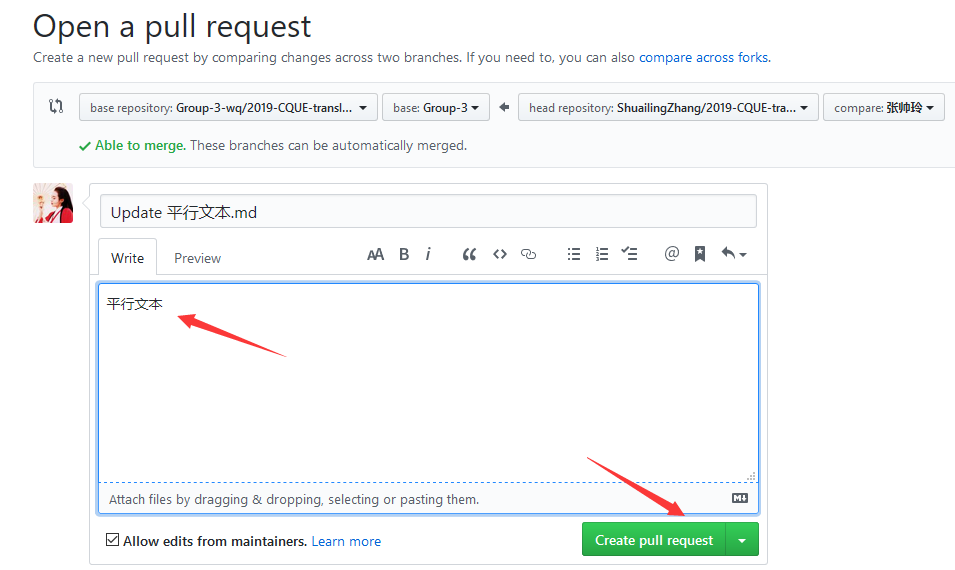 Open a pull request
Create a new pull request by comparing changes across two branches. If you need to, you can also compare across forks.
base repository: Group-3-wq/2019-CQUE-transl... base: Group-3 head repository: ShuailingZhang/2019-CQUE-tra... compare: 张帅玲
Able to merge. These branches can be automatically merged.
Update 平行文本.md
Write Preview AA B i “ <> @
平行文本
Attach files by dragging & dropping, selecting or pasting them. M↓
Allow edits from maintainers. Learn more Create pull request